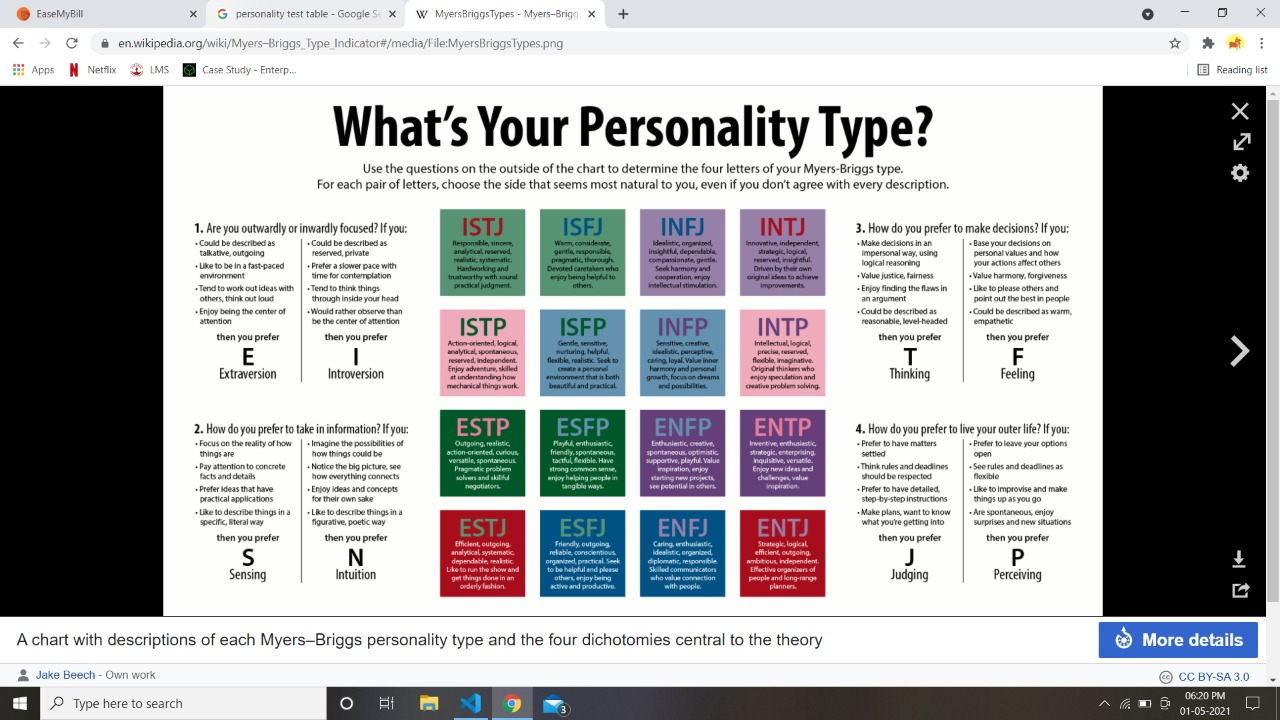 EaseMyBill
Personality test table - Google Se
Myers–Briggs Type Indicator - Myers–Brigg
en.wikipedia.org/wiki/Myers–Briggs_Type_Indicator#/media/File:MyersBriggsTypes.png
Apps
Netflix
LMS
Case Study - Enterp...
Reading list
What's Your Personality Type?
Use the questions on the outside of the chart to determine the four letters of your Myers-Briggs type.
For each pair of letters, choose the side that seems most natural to you, even if you don't agree with every description.
1. Are you outwardly or inwardly focused? If you:
• Could be described as
talkative, outgoing
• Like to be in a fast-paced
environment
• Tend to work out ideas with
others, think out loud
• Enjoy being the center of
attention
then you prefer
E
Extraversion
• Could be described as
reserved, private
• Prefer a slower pace with
time for contemplation
• Tend to think things
through inside your head
• Would rather observe than
be the center of attention
then you prefer
I
Introversion
2. How do you prefer to take in information? If you:
• Focus on the reality of how
things are
• Pay attention to concrete
facts and details
• Prefer ideas that have
practical applications
• Like to describe things in a
specific, literal way
then you prefer
S
Sensing
• Imagine the possibilities of
how things could be
• Notice the big picture, see
how everything connects
• Enjoy ideas and concepts
for their own sake
• Like to describe things in a
figurative, poetic way
then you prefer
N
Intuition
ISTJ
Responsible, sincere,
analytical, reserved,
realistic, systematic.
Hardworking and
trustworthy with sound
practical judgment.
ISFJ
Warm, considerate,
gentle, responsible,
pragmatic, thorough.
Devoted caretakers who
enjoy being helpful to
others.
INFJ
Idealistic, organized,
insightful, dependable,
compassionate, gentle.
Seek harmony and
cooperation, enjoy
intellectual stimulation.
INTJ
Innovative, independent,
strategic, logical,
reserved, insightful.
Driven by their own
original ideas to achieve
improvements.
ISTP
Action-oriented, logical,
analytical, spontaneous,
reserved, independent.
Enjoy adventure, skilled
at understanding how
mechanical things work.
ISFP
Gentle, sensitive,
nurturing, helpful,
flexible, realistic. Seek to
create a personal
environment that is both
beautiful and practical.
INFP
Sensitive, creative,
idealistic, perceptive,
caring, loyal. Value inner
harmony and personal
growth, focus on dreams
and possibilities.
INTP
Intellectual, logical,
precise, reserved,
flexible, imaginative.
Original thinkers who
enjoy speculation and
creative problem solving.
ESTP
Outgoing, realistic,
action-oriented, curious,
versatile, spontaneous.
Pragmatic problem
solvers and skillful
negotiators.
ESFP
Playful, enthusiastic,
friendly, spontaneous,
tactful, flexible. Have
strong common sense,
enjoy helping people in
tangible ways.
ENFP
Enthusiastic, creative,
spontaneous, optimistic,
supportive, playful. Value
inspiration, enjoy
starting new projects,
see potential in others.
ENTP
Inventive, enthusiastic,
strategic, enterprising,
inquisitive, versatile.
Enjoy new ideas and
challenges, value
inspiration.
ESTJ
Efficient, outgoing,
analytical, systematic,
dependable, realistic.
Like to run the show and
get things done in an
orderly fashion.
ESFJ
Friendly, outgoing,
reliable, conscientious,
organized, practical. Seek
to be helpful and please
others, enjoy being
active and productive.
ENFJ
Caring, enthusiastic,
idealistic, organized,
diplomatic, responsible.
Skilled communicators
who value connection
with people.
ENTJ
Strategic, logical,
efficient, outgoing,
ambitious, independent.
Effective organizers of
people and long-range
planners.
3. How do you prefer to make decisions? If you:
• Make decisions in an
impersonal way, using
logical reasoning
• Value justice, fairness
• Enjoy finding the flaws in
an argument
• Could be described as
reasonable, level-headed
then you prefer
T
Thinking
• Base your decisions on
personal values and how
your actions affect others
• Value harmony, forgiveness
• Like to please others and
point out the best in people
• Could be described as warm,
empathetic
then you prefer
F
Feeling
4. How do you prefer to live your outer life? If you:
• Prefer to have matters
settled
• Think rules and deadlines
should be respected
• Prefer to have detailed,
step-by-step instructions
• Make plans, want to know
what you're getting into
then you prefer
J
Judging
• Prefer to leave your options
open
• See rules and deadlines as
flexible
• Like to improvise and make
things up as you go
• Are spontaneous, enjoy
surprises and new situations
then you prefer
P
Perceiving
A chart with descriptions of each Myers–Briggs personality type and the four dichotomies central to the theory
More details
Jake Beech - Own work
CC BY-SA 3.0
Type here to search
3
06:20 PM
01-05-2021